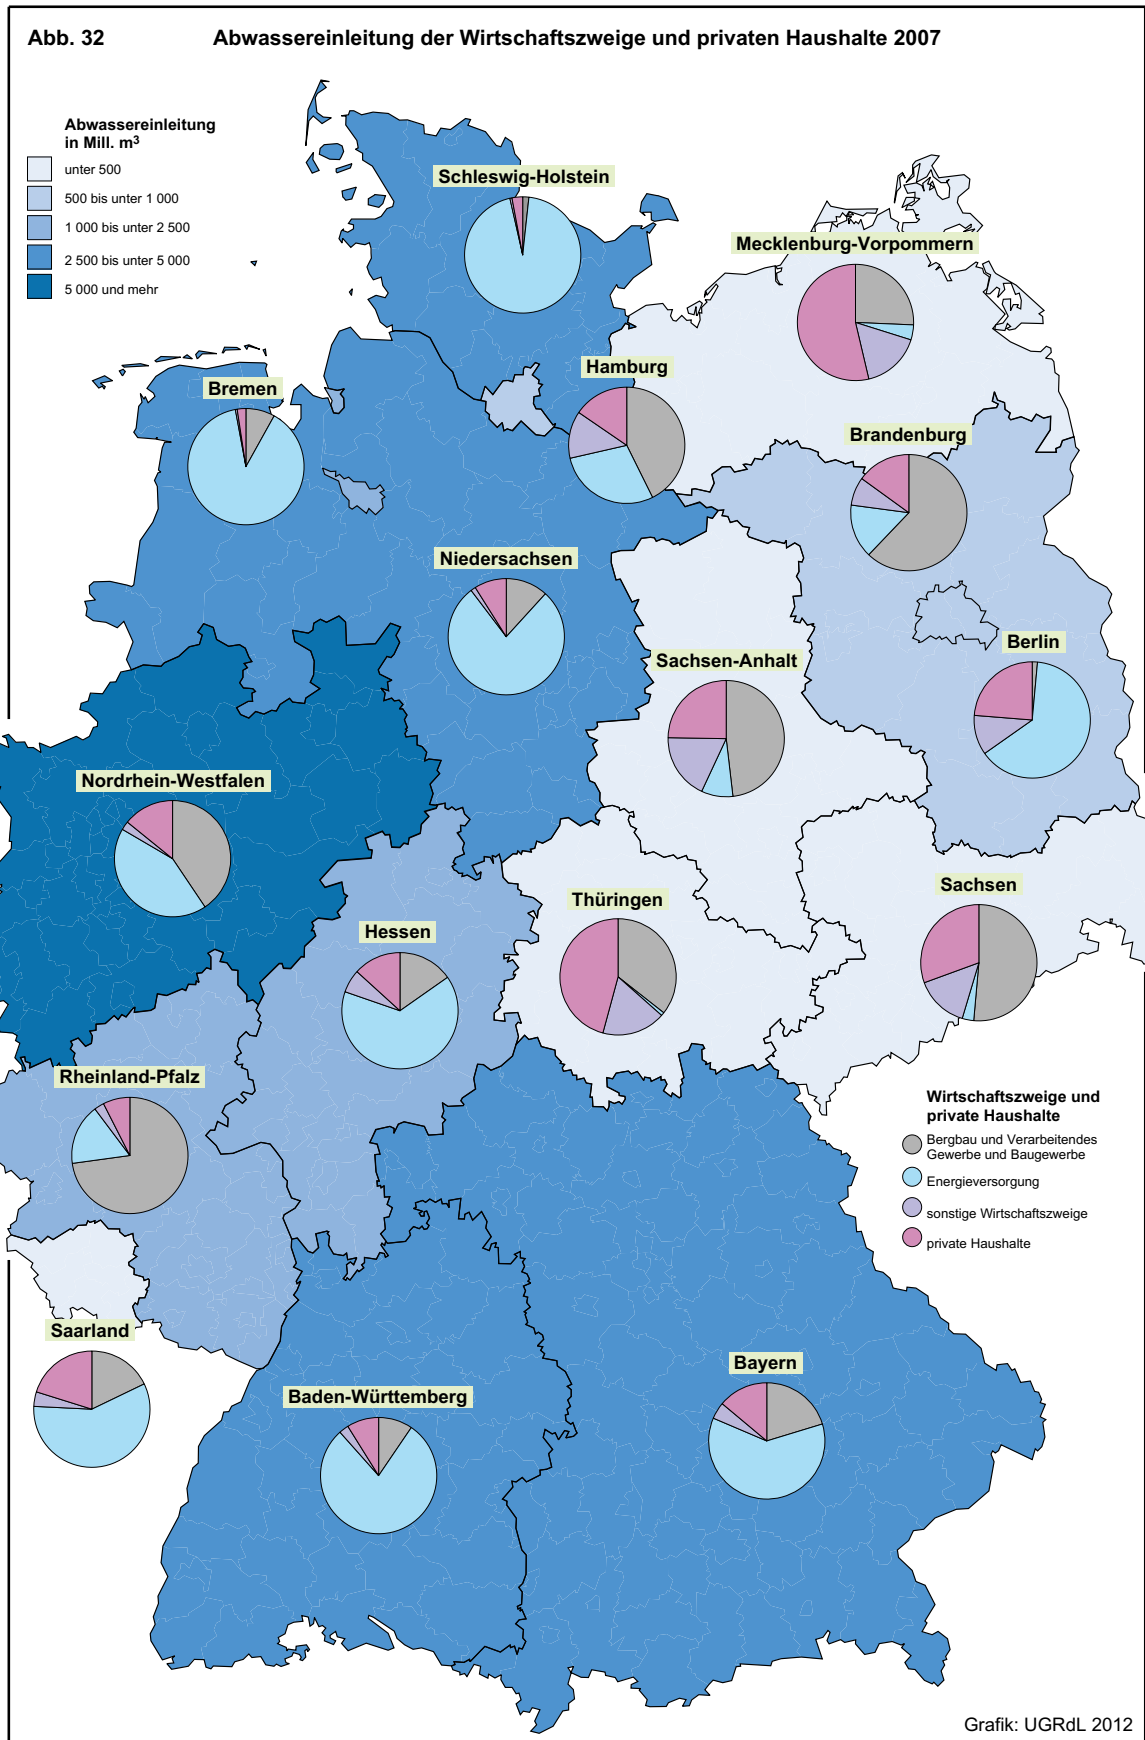 Abb. 32
Abwassereinleitung der Wirtschaftszweige und privaten Haushalte 2007
Abwassereinleitung
in Mill. m³
unter 500
500 bis unter 1 000
1 000 bis unter 2 500
2 500 bis unter 5 000
5 000 und mehr
Schleswig-Holstein
Mecklenburg-Vorpommern
Hamburg
Bremen
Brandenburg
Niedersachsen
Berlin
Sachsen-Anhalt
Nordrhein-Westfalen
Sachsen
Thüringen
Hessen
Rheinland-Pfalz
Wirtschaftszweige und
private Haushalte
Bergbau und Verarbeitendes
Gewerbe und Baugewerbe
Energieversorgung
sonstige Wirtschaftszweige
private Haushalte
Saarland
Bayern
Baden-Württemberg
Grafik: UGRdL 2012